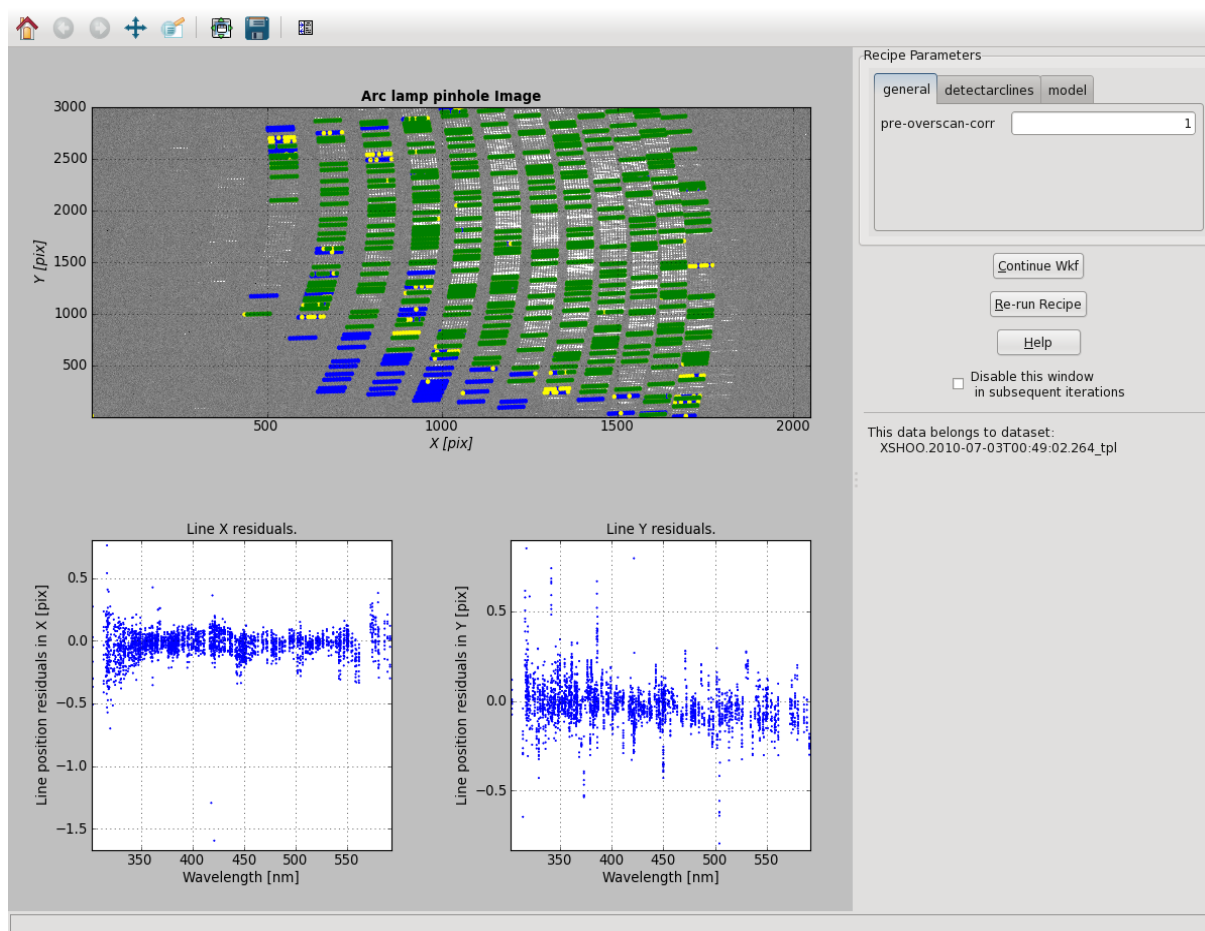 Recipe Parameters
general detectarclines model
pre-overscan-corr 1
Continue Wkf
Re-run Recipe
Help
Disable this window
in subsequent iterations
This data belongs to dataset:
XSHOO.2010-07-03T00:49:02.264_tpl
Arc lamp pinhole Image
3000
2500
2000
1500
1000
500
Y [pix]
500 1000 1500 2000
X [pix]
Line X residuals.
0.5
0.0
−0.5
−1.0
−1.5
Line position residuals in X [pix]
350 400 450 500 550
Wavelength [nm]
Line Y residuals.
0.5
0.0
−0.5
Line position residuals in Y [pix]
350 400 450 500 550
Wavelength [nm]